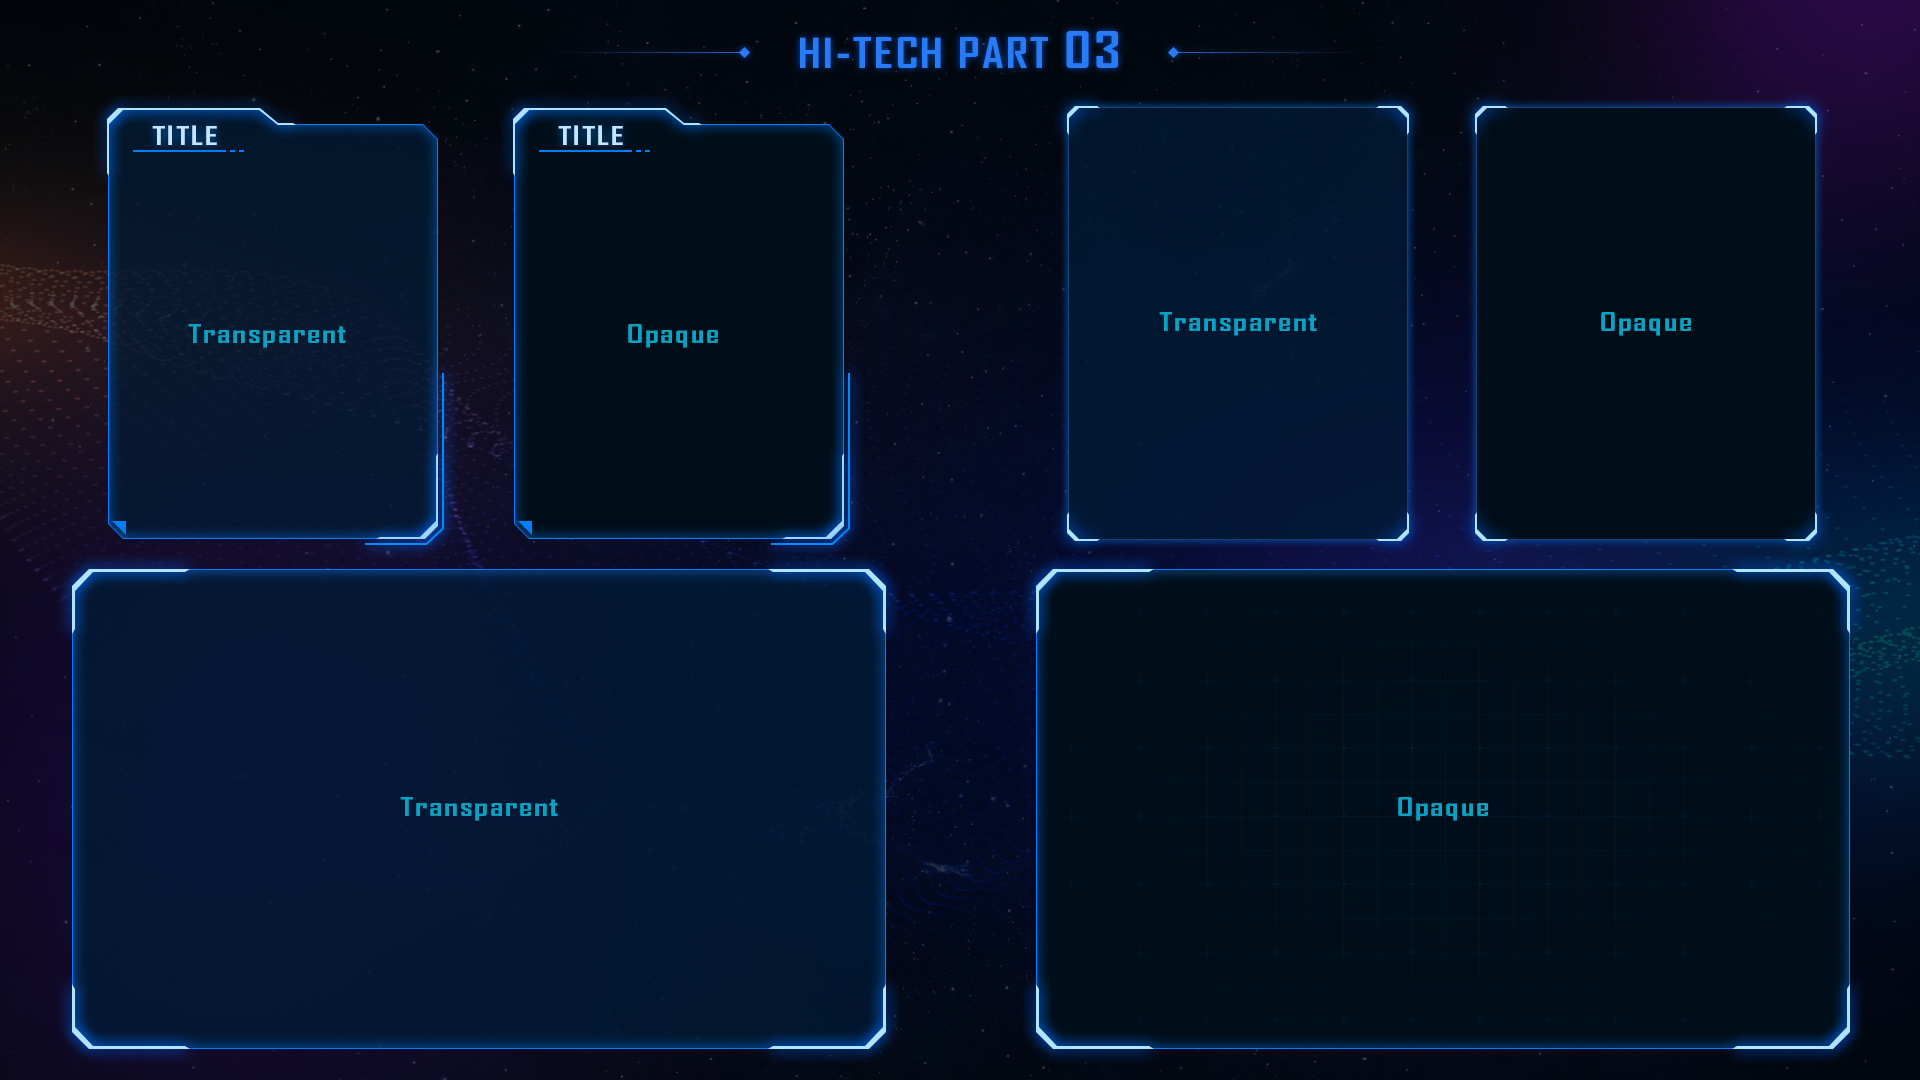 HI-TECH PART 03
TITLE
TITLE
Transparent
Opaque
Transparent
Opaque
Transparent
Opaque